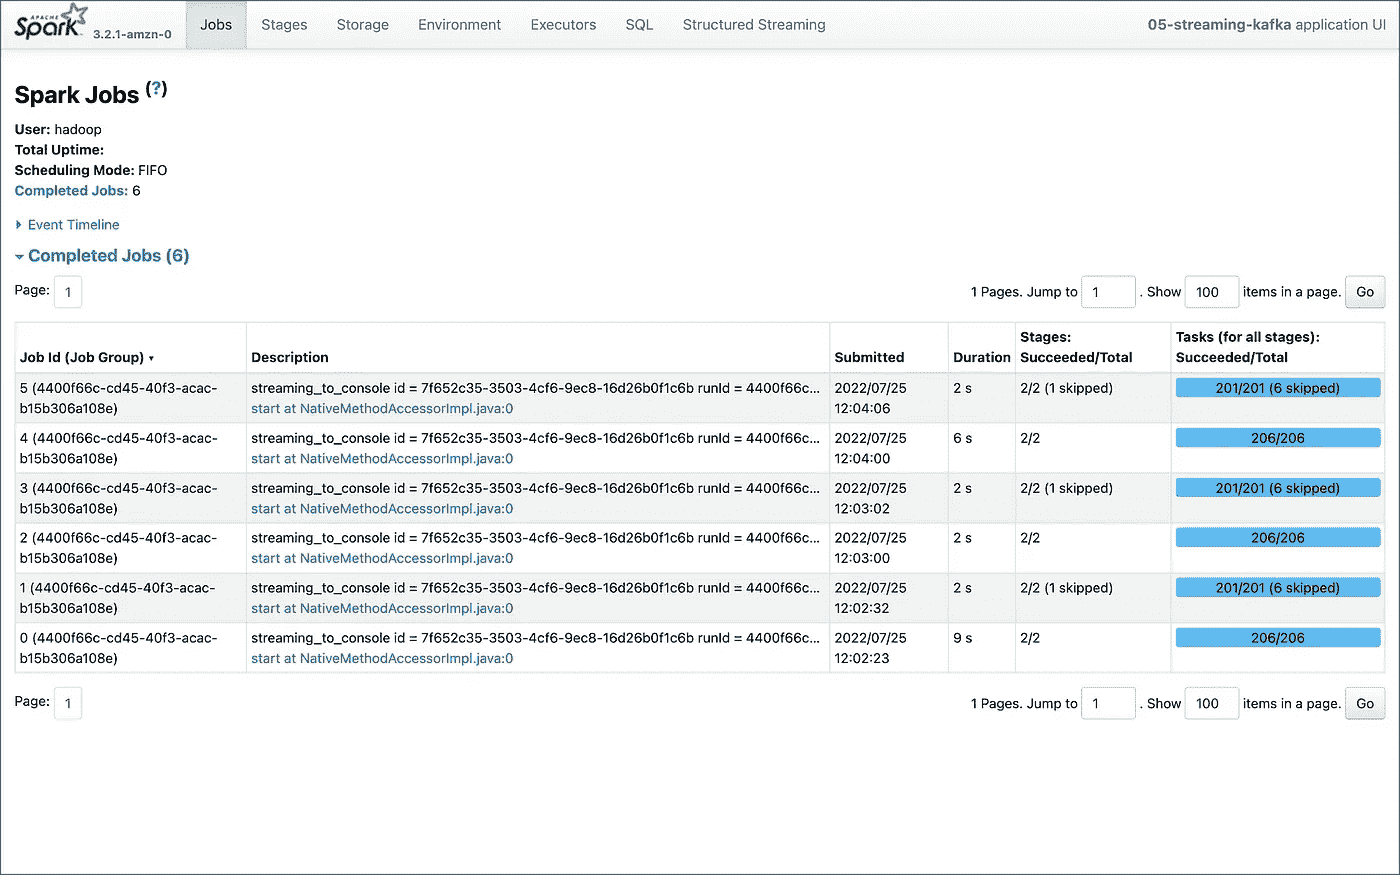 APACHE
Spark 3.2.1-amzn-0 Jobs Stages Storage Environment Executors SQL Structured Streaming 05-streaming-kafka application UI
Spark Jobs (?)
User: hadoop
Total Uptime:
Scheduling Mode: FIFO
Completed Jobs: 6
Event Timeline
Completed Jobs (6)
Page: 1 1 Pages. Jump to 1 . Show 100 items in a page. Go
Stages: Tasks (for all stages):
Job Id (Job Group) ▾ Description Submitted Duration Succeeded/Total Succeeded/Total
5 (4400f66c-cd45-40f3-acac- streaming_to_console id = 7f652c35-3503-4cf6-9ec8-16d26b0f1c6b runId = 4400f66c... 2022/07/25 2 s 2/2 (1 skipped) 201/201 (6 skipped)
b15b306a108e) start at NativeMethodAccessorImpl.java:0 12:04:06
4 (4400f66c-cd45-40f3-acac- streaming_to_console id = 7f652c35-3503-4cf6-9ec8-16d26b0f1c6b runId = 4400f66c... 2022/07/25 6 s 2/2 206/206
b15b306a108e) start at NativeMethodAccessorImpl.java:0 12:04:00
3 (4400f66c-cd45-40f3-acac- streaming_to_console id = 7f652c35-3503-4cf6-9ec8-16d26b0f1c6b runId = 4400f66c... 2022/07/25 2 s 2/2 (1 skipped) 201/201 (6 skipped)
b15b306a108e) start at NativeMethodAccessorImpl.java:0 12:03:02
2 (4400f66c-cd45-40f3-acac- streaming_to_console id = 7f652c35-3503-4cf6-9ec8-16d26b0f1c6b runId = 4400f66c... 2022/07/25 2 s 2/2 206/206
b15b306a108e) start at NativeMethodAccessorImpl.java:0 12:03:00
1 (4400f66c-cd45-40f3-acac- streaming_to_console id = 7f652c35-3503-4cf6-9ec8-16d26b0f1c6b runId = 4400f66c... 2022/07/25 2 s 2/2 (1 skipped) 201/201 (6 skipped)
b15b306a108e) start at NativeMethodAccessorImpl.java:0 12:02:32
0 (4400f66c-cd45-40f3-acac- streaming_to_console id = 7f652c35-3503-4cf6-9ec8-16d26b0f1c6b runId = 4400f66c... 2022/07/25 9 s 2/2 206/206
b15b306a108e) start at NativeMethodAccessorImpl.java:0 12:02:23
Page: 1 1 Pages. Jump to 1 . Show 100 items in a page. Go